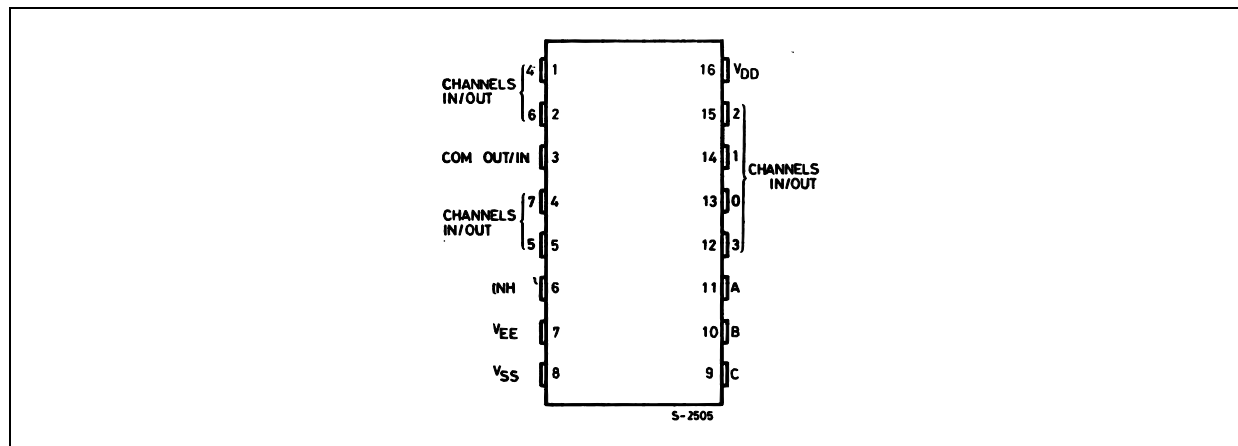 4 1 16 VDD
CHANNELS
IN/OUT
6 2 15 2
COM OUT/IN 3 14 1
CHANNELS
IN/OUT
7 4 13 0
CHANNELS
IN/OUT
5 5 12 3
INH 6 11 A
VEE 7 10 B
VSS 8 9 C
S-2505